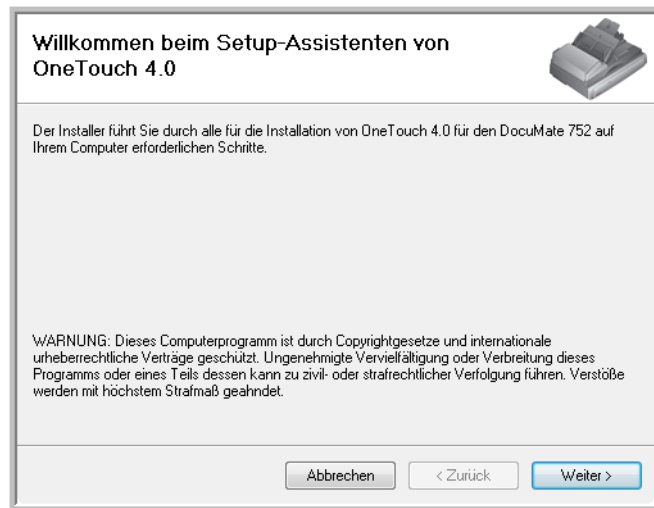 Willkommen beim Setup-Assistenten von
OneTouch 4.0
Der Installer führt Sie durch alle für die Installation von OneTouch 4.0 für den DocuMate 752 auf
Ihrem Computer erforderlichen Schritte.
WARNUNG: Dieses Computerprogramm ist durch Copyrightgesetze und internationale
urheberrechtliche Verträge geschützt. Ungenehmigte Vervielfältigung oder Verbreitung dieses
Programms oder eines Teils dessen kann zu zivil- oder strafrechtlicher Verfolgung führen. Verstöße
werden mit höchstem Strafmaß geahndet.
Abbrechen < Zurück Weiter >